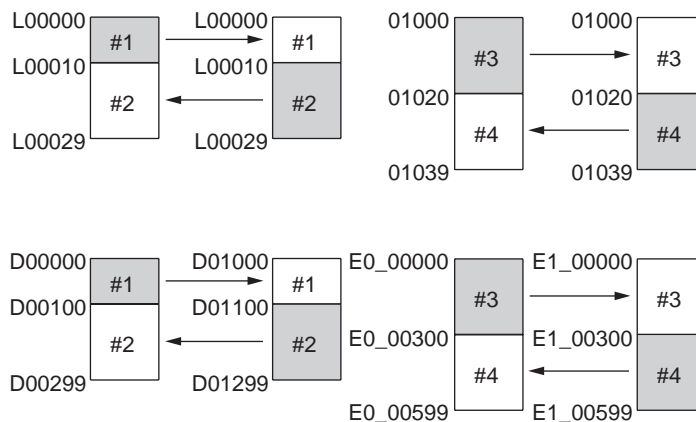 L00000 L00000
#1 #1
L00010 L00010
#2 #2
L00029 L00029
01000 01000
#3 #3
01020 01020
#4 #4
01039 01039
D00000 D01000
#1 #1
D00100 D01100
#2 #2
D00299 D01299
E0_00000 E1_00000
#3 #3
E0_00300 E1_00300
#4 #4
E0_00599 E1_00599